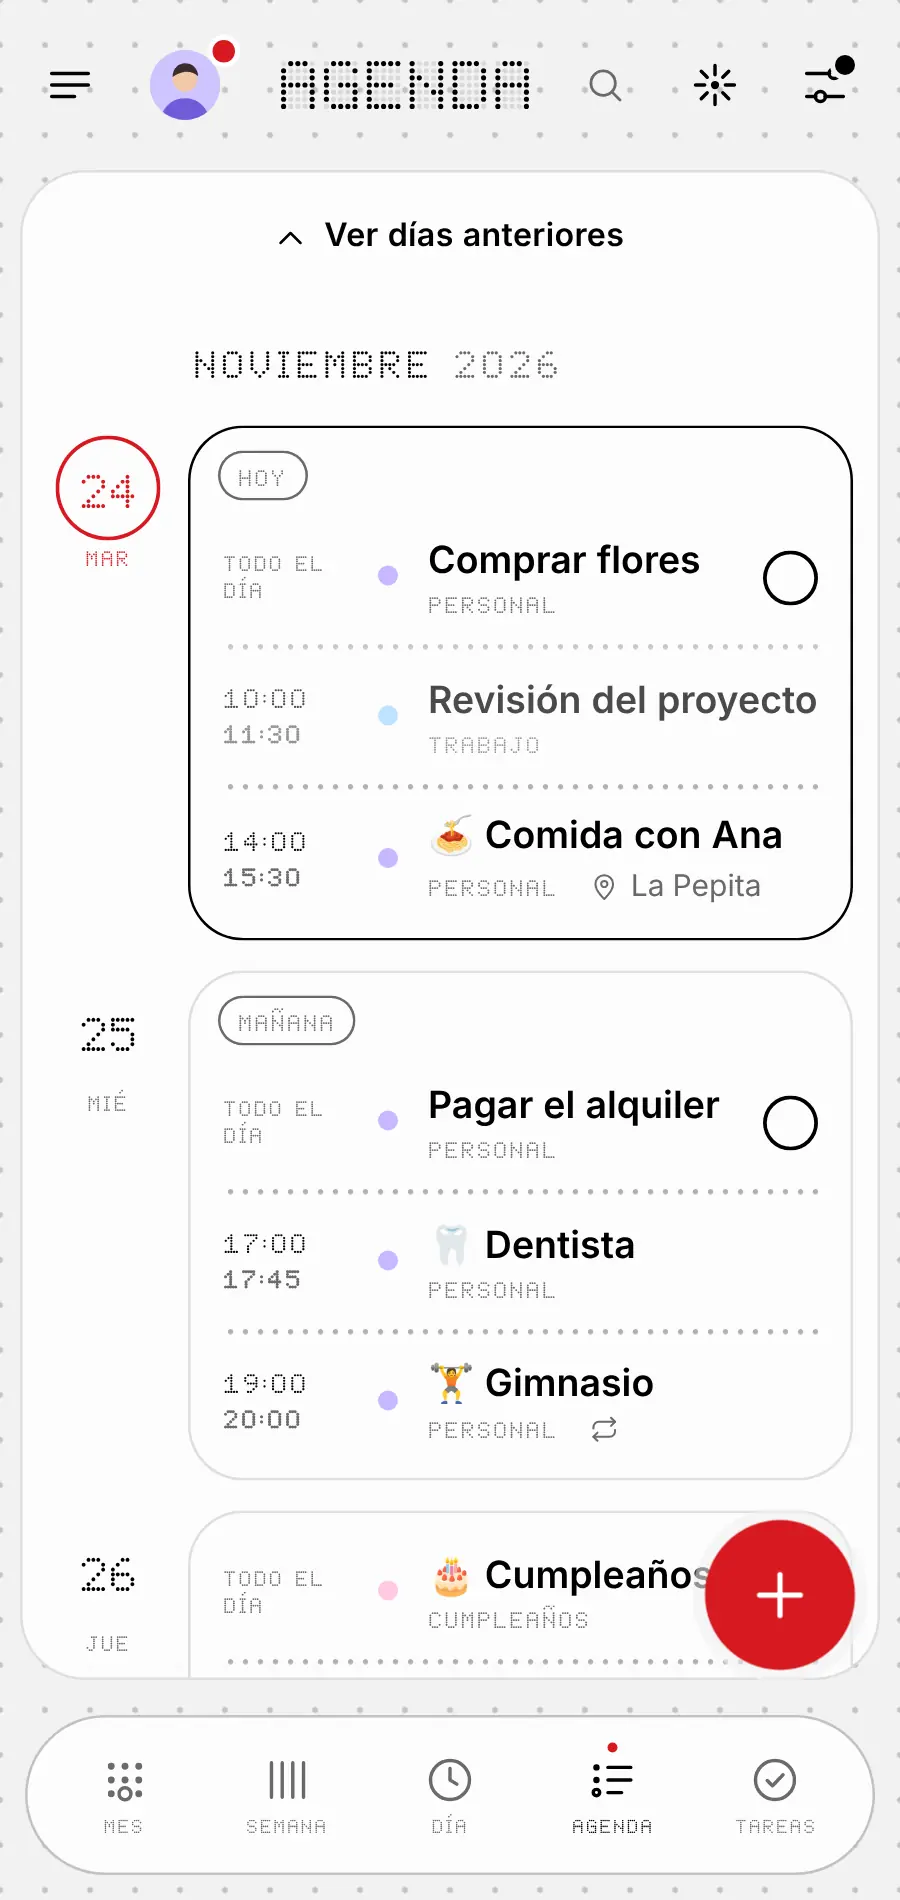 AGENDA
Ver días anteriores
NOVIEMBRE 2026
24
MAR
HOY
TODO EL
DÍA
Comprar flores
PERSONAL
10:00
11:30
Revisión del proyecto
TRABAJO
14:00
15:30
Comida con Ana
PERSONAL
La Pepita
25
MIÉ
MAÑANA
TODO EL
DÍA
Pagar el alquiler
PERSONAL
17:00
17:45
Dentista
PERSONAL
19:00
20:00
Gimnasio
PERSONAL
26
JUE
TODO EL
DÍA
Cumpleaños
CUMPLEAÑOS
MES
SEMANA
DÍA
AGENDA
TAREAS